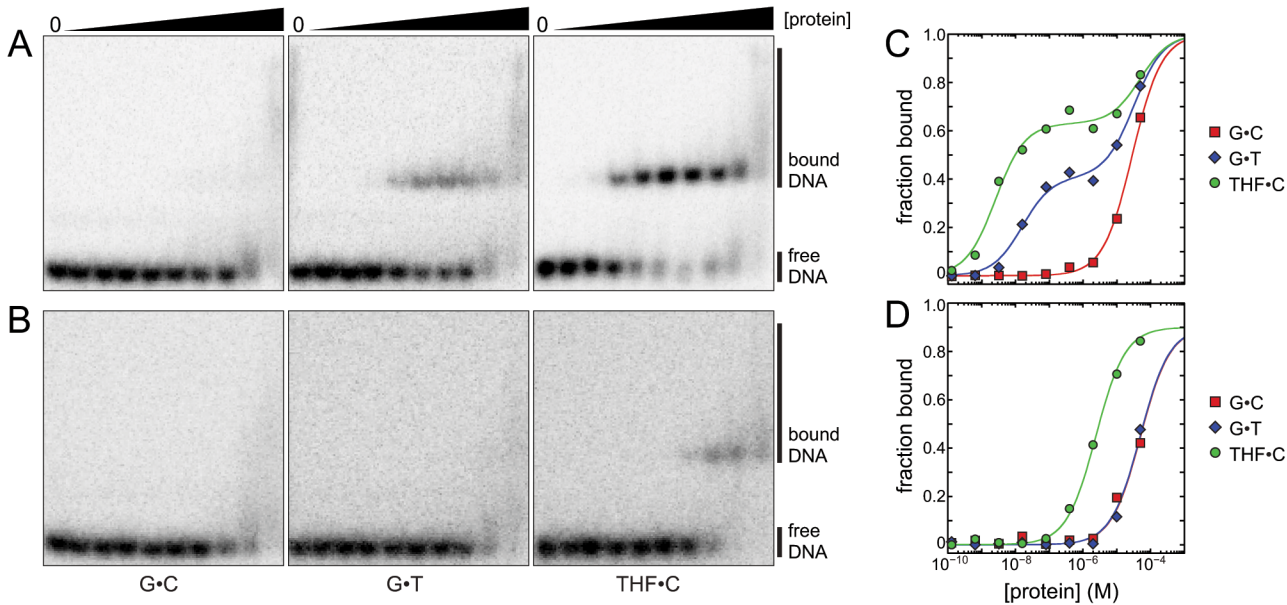 A
0
0
0
[protein]
bound
DNA
free
DNA
B
bound
DNA
free
DNA
G•C
G•T
THF•C
C
fraction bound
1.0
0.8
0.6
0.4
0.2
0
G•C
G•T
THF•C
D
fraction bound
1.0
0.8
0.6
0.4
0.2
0
10⁻¹⁰
10⁻⁸
10⁻⁶
10⁻⁴
[protein] (M)
G•C
G•T
THF•C